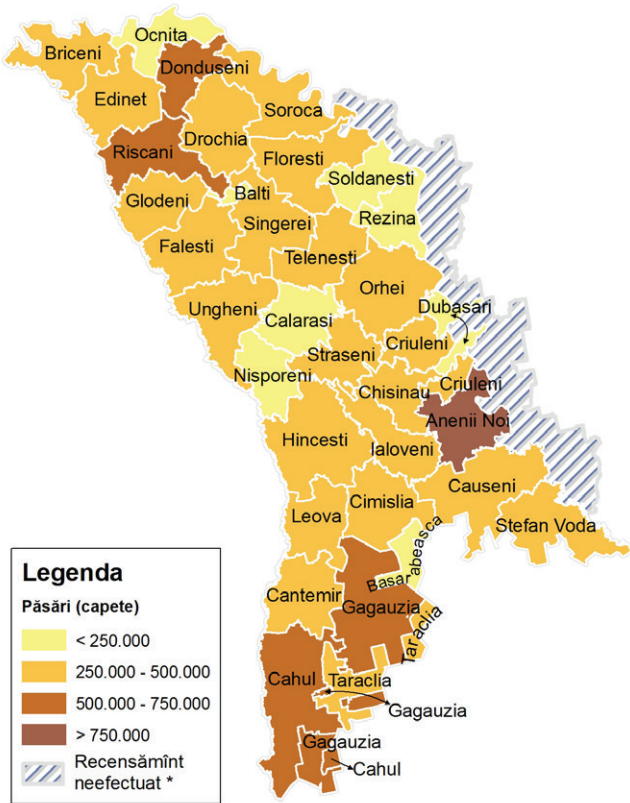 Ocnita
Briceni
Donduseni
Edinet
Soroca
Drochia
Riscani
Floresti
Soldanesti
Balti
Glodeni
Rezina
Singerei
Falesti
Telenesti
Orhei
Dubasari
Ungheni
Calarasi
Criuleni
Straseni
Nisporeni
Criuleni
Chisinau
Anenii Noi
Hincesti
Ialoveni
Causeni
Cimislia
Leova
Stefan Voda
Basarabeasca
Cantemir
Gagauzia
Taraclia
Cahul
Taraclia
Gagauzia
Gagauzia
Cahul
Legenda
Păsări (capete)
< 250.000
250.000 - 500.000
500.000 - 750.000
> 750.000
Recensămînt
neefectuat *